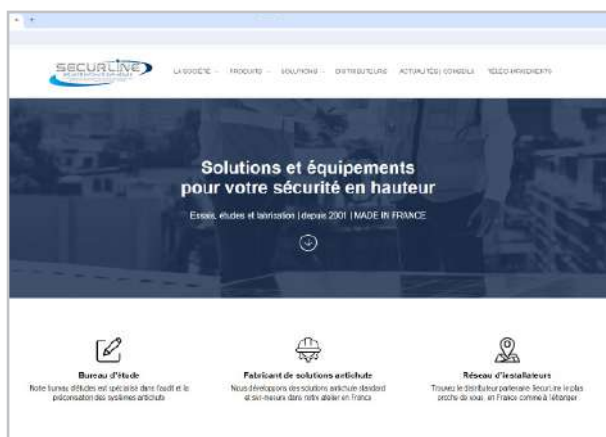 SECURLINE
LA SOCIÉTÉ PRODUITS SOLUTIONS DISTRIBUTEURS ACTUALITÉS | CONSEILS TÉLÉCHARGEMENTS
Solutions et équipements
pour votre sécurité en hauteur
Essais, études et fabrication | depuis 2001 | MADE IN FRANCE
Bureau d'étude
Notre bureau d'études est spécialisé dans l'audit et la
préconisation des systèmes antichute
Fabricant de solutions antichute
Nous développons des solutions antichute standard
et sur-mesure dans notre atelier en France
Réseau d'installateurs
Trouvez le distributeur partenaire SecurLine le plus
proche de vous, en France comme à l'étranger